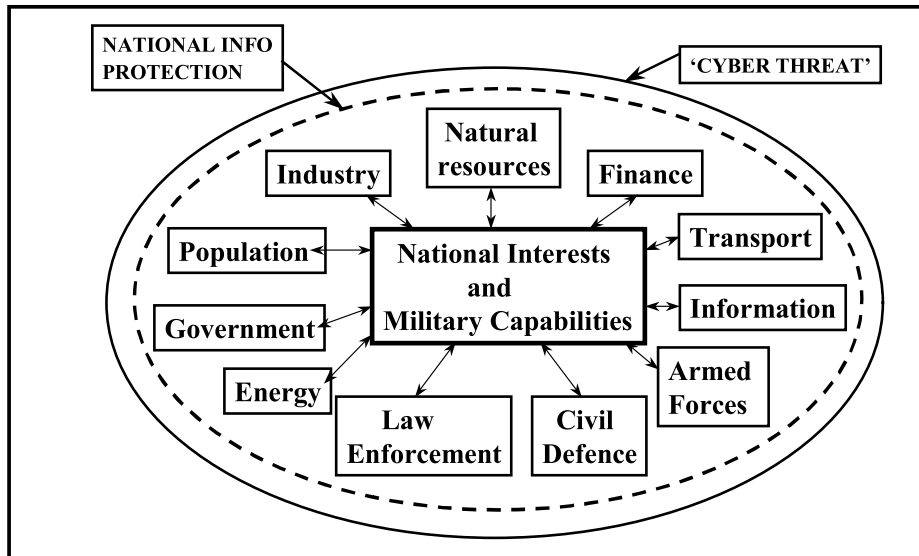 NATIONAL INFO
PROTECTION
‘CYBER THREAT’
Natural
resources
Industry
Finance
Population
National Interests
and
Military Capabilities
Transport
Government
Information
Energy
Armed
Forces
Law
Enforcement
Civil
Defence